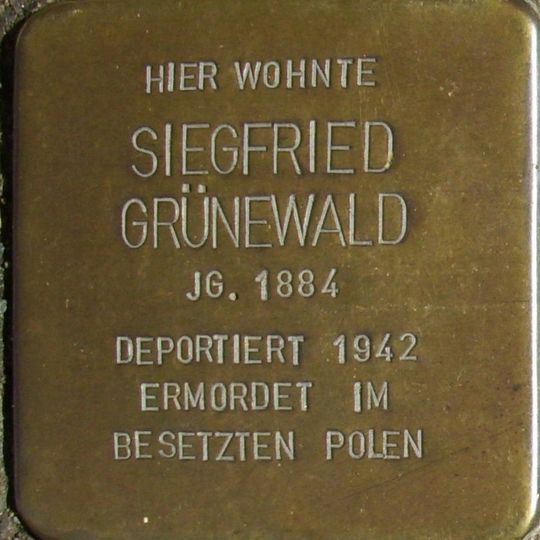 HIER WOHNTE
SIEGFRIED
GRÜNEWALD
JG. 1884
DEPORTIERT 1942
ERMORDET IM
BESETZTEN POLEN